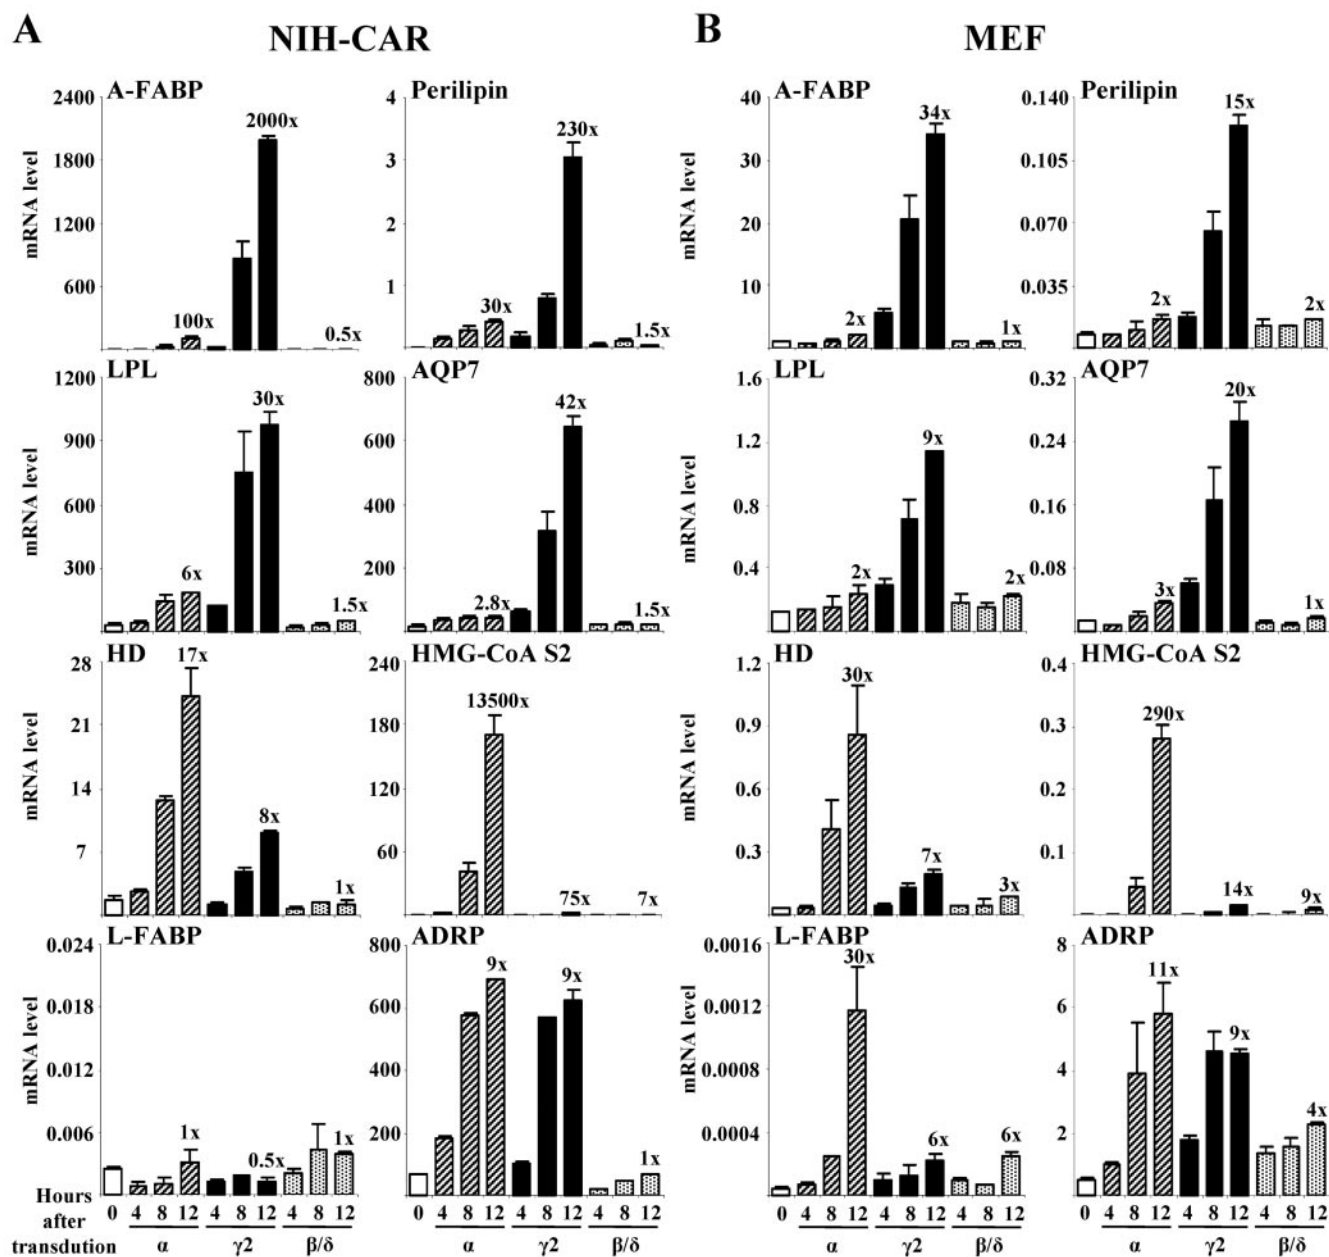 A NIH-CAR B MEF
A-FABP Perilipin A-FABP Perilipin
mRNA level 2400 1800 1200 600 100x 2000x 0.5x
4 3 2 1 30x 230x 1.5x
mRNA level 40 30 20 10 2x 34x 1x
0.140 0.105 0.070 0.035 2x 15x 2x
LPL AQP7 LPL AQP7
mRNA level 1200 900 600 300 6x 30x 1.5x
800 600 400 200 2.8x 42x 1.5x
mRNA level 1.6 1.2 0.8 0.4 2x 9x 2x
0.32 0.24 0.16 0.08 3x 20x 1x
HD HMG-CoA S2 HD HMG-CoA S2
mRNA level 28 21 14 7 17x 8x 1x
240 180 120 60 13500x 75x 7x
mRNA level 1.2 0.9 0.6 0.3 30x 7x 3x
0.4 0.3 0.2 0.1 290x 14x 9x
L-FABP ADRP L-FABP ADRP
mRNA level 0.024 0.018 0.012 0.006 1x 0.5x 1x
800 600 400 200 9x 9x 1x
mRNA level 0.0016 0.0012 0.0008 0.0004 30x 6x 6x
8 6 4 2 11x 9x 4x
Hours
after
transdution
0 4 8 12 4 8 12 4 8 12 0 4 8 12 4 8 12 4 8 12 0 4 8 12 4 8 12 4 8 12 0 4 8 12 4 8 12 4 8 12
α γ2 β/δ α γ2 β/δ α γ2 β/δ α γ2 β/δ